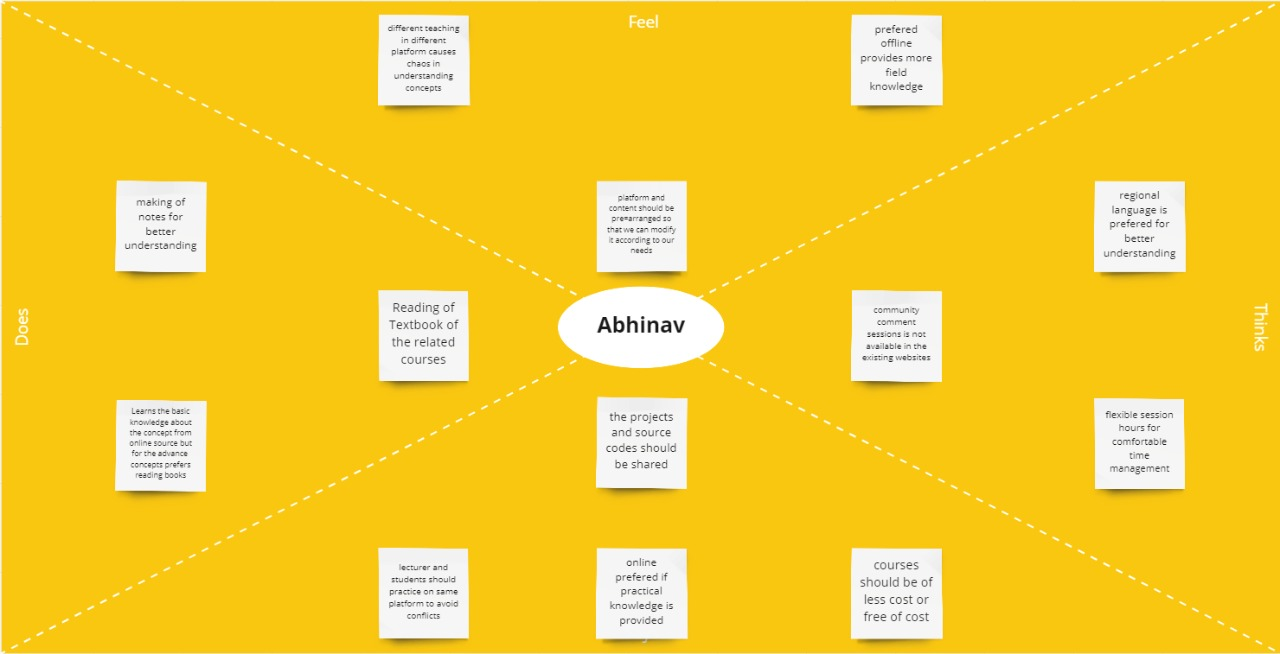 Feel
different teaching
in different
platform causes
chaos in
understanding
concepts
prefered
offline
provides more
field
knowledge
making of
notes for
better
understanding
platform and
content should be
pre=arranged so
that we can modify
it according to our
needs
regional
language is
prefered for
better
understanding
Does
Reading of
Textbook of
the related
courses
Abhinav
community
comment
sessions is not
available in the
existing websites
Thinks
Learns the basic
knowledge about
the concept from
online source but
for the advance
concepts prefers
reading books
the projects
and source
codes should
be shared
flexible session
hours for
comfortable
time
management
lecturer and
students should
practice on same
platform to avoid
conflicts
online
prefered if
practical
knowledge is
provided
courses
should be of
less cost or
free of cost